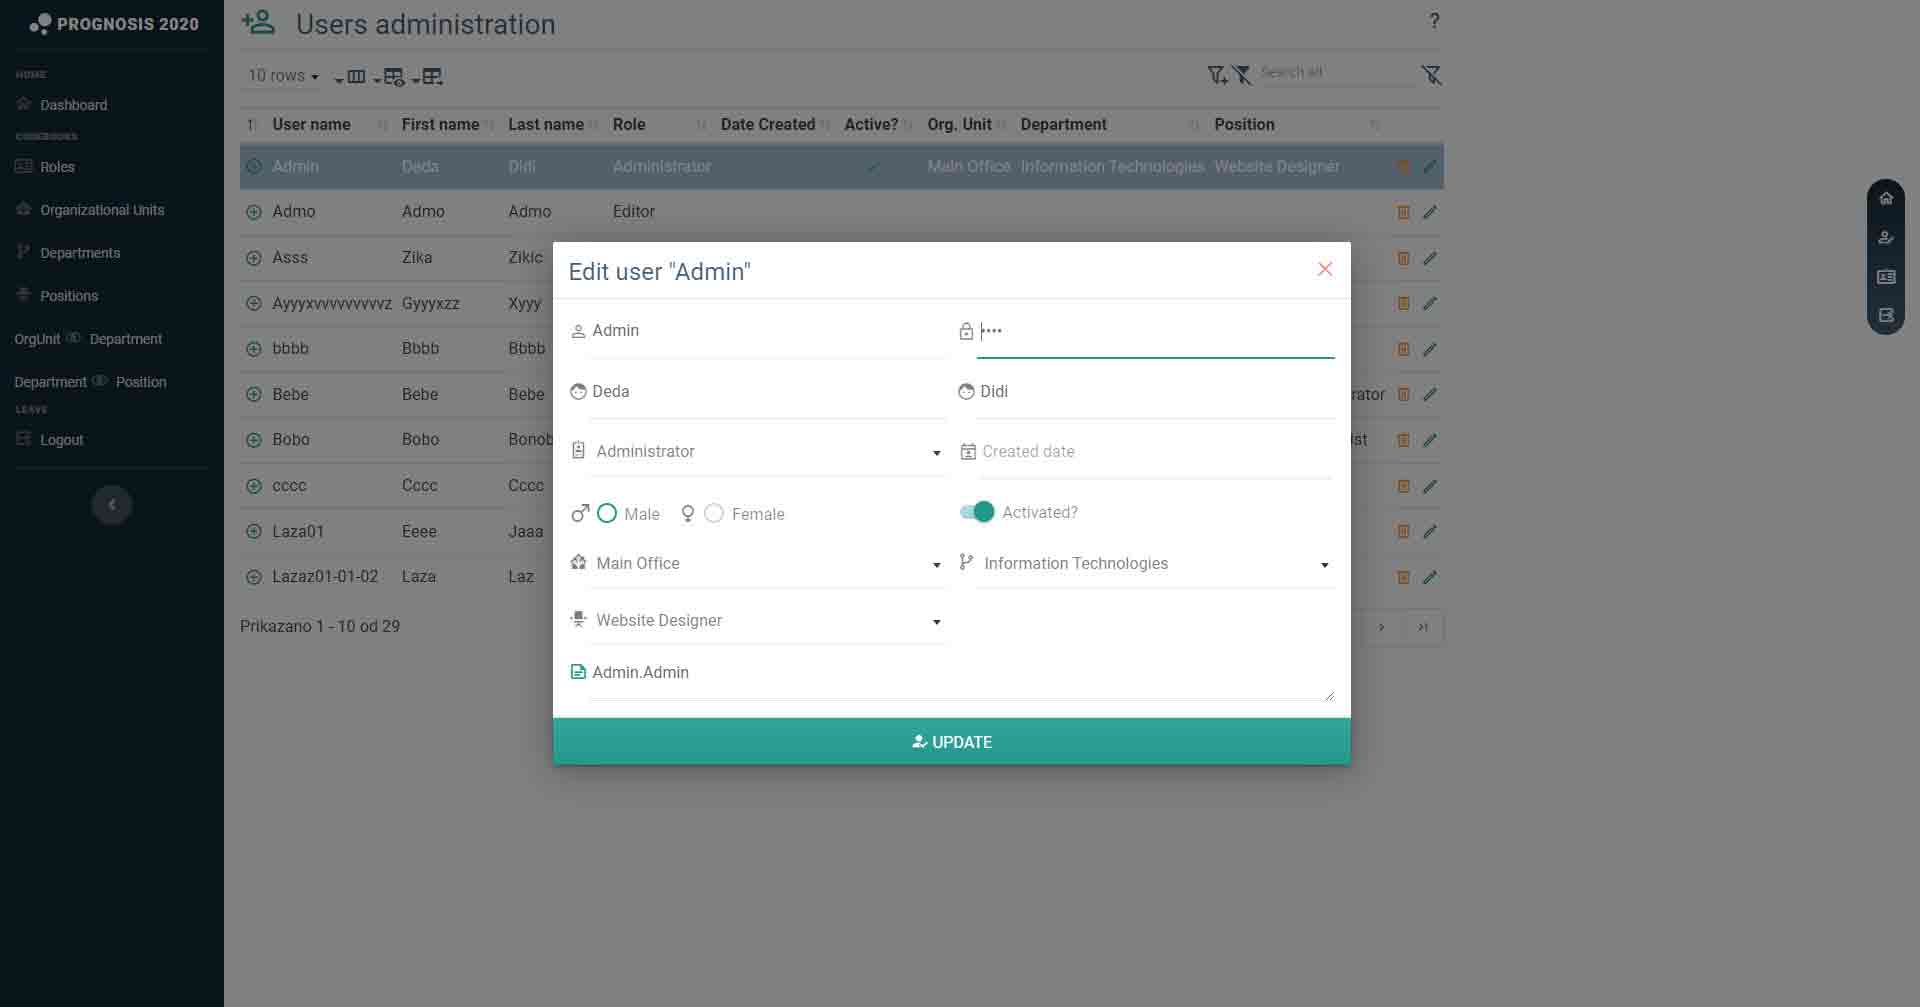 PROGNOSIS 2020
Users administration
?
HOME
10 rows
Search all
Dashboard
CODEBOOKS
User name First name Last name Role Date Created Active? Org. Unit Department Position
Roles
Admin Deda Didi Administrator Main Office Information Technologies Website Designer
Organizational Units
Admo Admo Admo Editor
Departments
Asss Zika Zikic
Positions
Ayyyxvvvvvvvvvz Gyyyxzz Xyyy
OrgUnit Department
bbbb Bbbb Bbbb
Department Position
Bebe Bebe Bebe rator
LEAVE
Logout
Bobo Bobo Bonob ist
cccc Cccc Cccc
Laza01 Eeee Jaaa
Lazaz01-01-02 Laza Laz
Prikazano 1 - 10 od 29
Edit user "Admin"
Admin ••••
Deda Didi
Administrator Created date
Male Female Activated?
Main Office Information Technologies
Website Designer
Admin.Admin
UPDATE